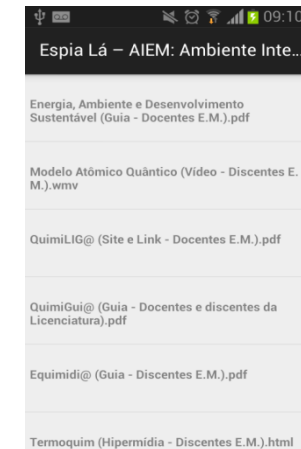 09:10
Espia Lá – AIEM: Ambiente Inte...
Energia, Ambiente e Desenvolvimento
Sustentável (Guia - Docentes E.M.).pdf
Modelo Atômico Quântico (Vídeo - Discentes E.
M.).wmv
QuimiLIG@ (Site e Link - Docentes E.M.).pdf
QuimiGui@ (Guia - Docentes e discentes da
Licenciatura).pdf
Equimidi@ (Guia - Discentes E.M.).pdf
Termoquim (Hipermídia - Discentes E.M.).html